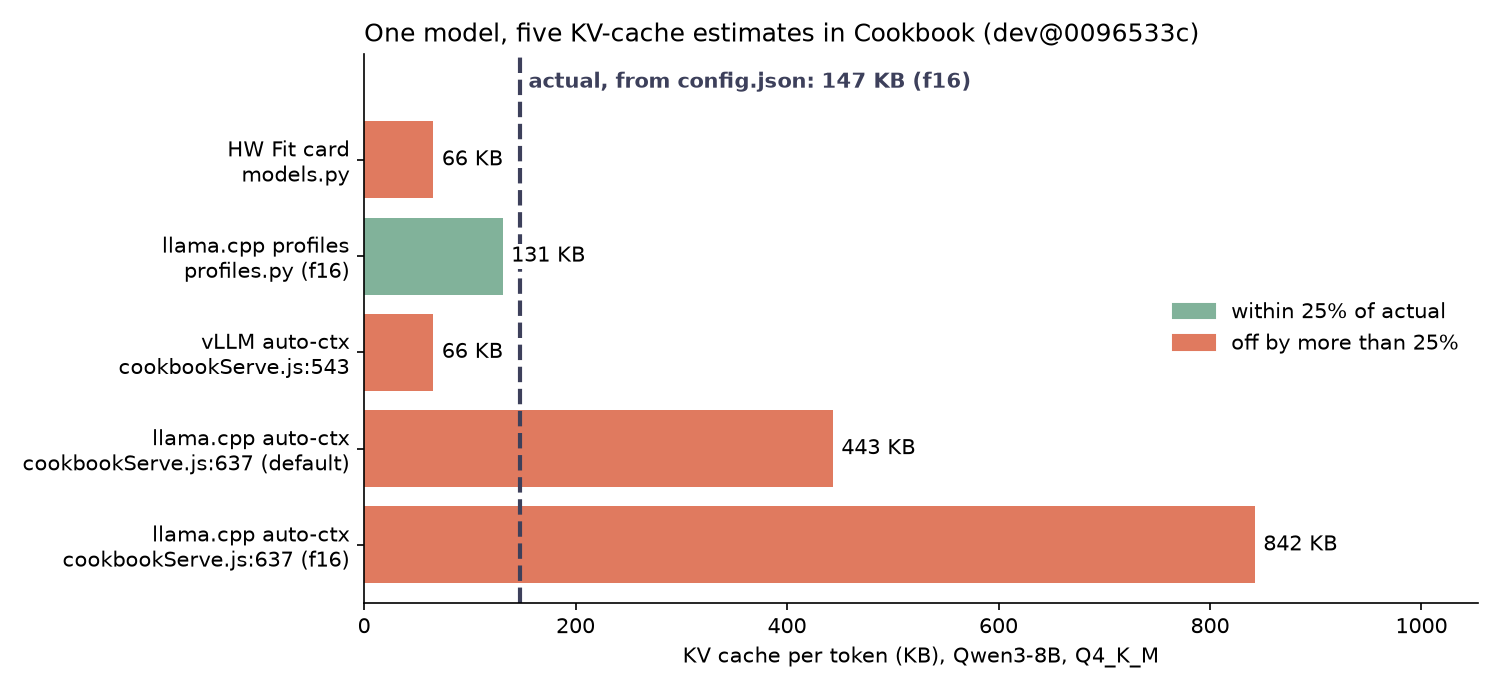 One model, five KV-cache estimates in Cookbook (dev@0096533c)
actual, from config.json: 147 KB (f16)
HW Fit card
models.py
66 KB
llama.cpp profiles
profiles.py (f16)
131 KB
vLLM auto-ctx
cookbookServe.js:543
66 KB
llama.cpp auto-ctx
cookbookServe.js:637 (default)
443 KB
llama.cpp auto-ctx
cookbookServe.js:637 (f16)
842 KB
within 25% of actual
off by more than 25%
0 200 400 600 800 1000
KV cache per token (KB), Qwen3-8B, Q4_K_M